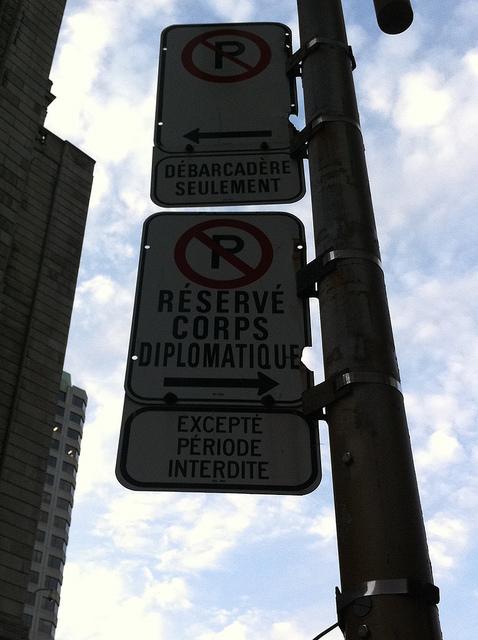 P
DÉBARCADÈRE
SEULEMENT
P
RÉSERVÉ
CORPS
DIPLOMATIQUE
EXCEPTÉ
PÉRIODE
INTERDITE